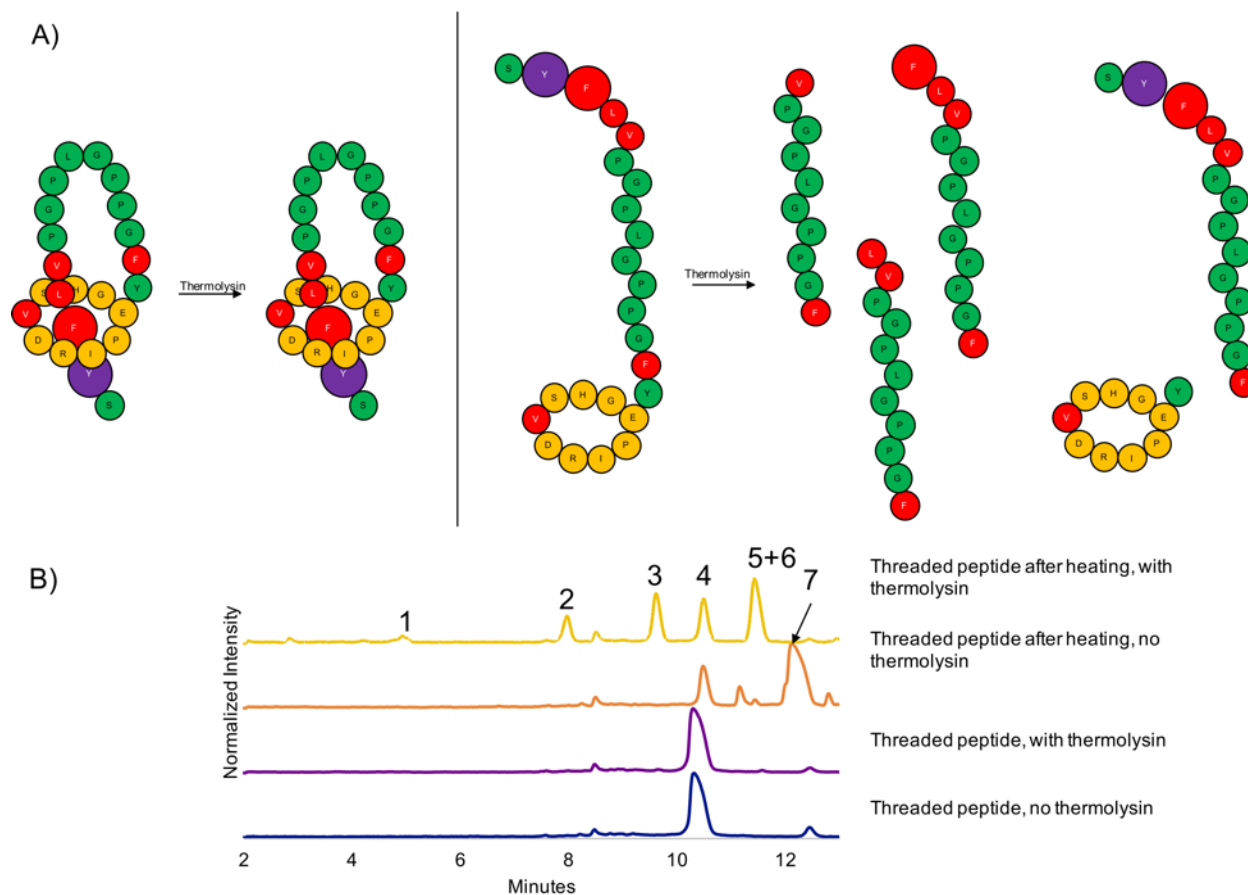 A)
S Y F L V P G P L G P P G F Y E G H S V D R I P
Thermolysin
S Y F L V P G P L G P P G F Y E G H S V D R I P
S Y F L V P G P L G P P G F Y E G H S V D R I P
Thermolysin
V P G P L G P P G F
L V P G P L G P P G F
F L V P G P L G P P G F
S Y F L V P G P L G P P G F
Y E G H S V D R I P
B)
Normalized Intensity
1
2
3
4
5+6
7
Threaded peptide after heating, with
thermolysin
Threaded peptide after heating, no
thermolysin
Threaded peptide, with thermolysin
Threaded peptide, no thermolysin
2 4 6 8 10 12
Minutes